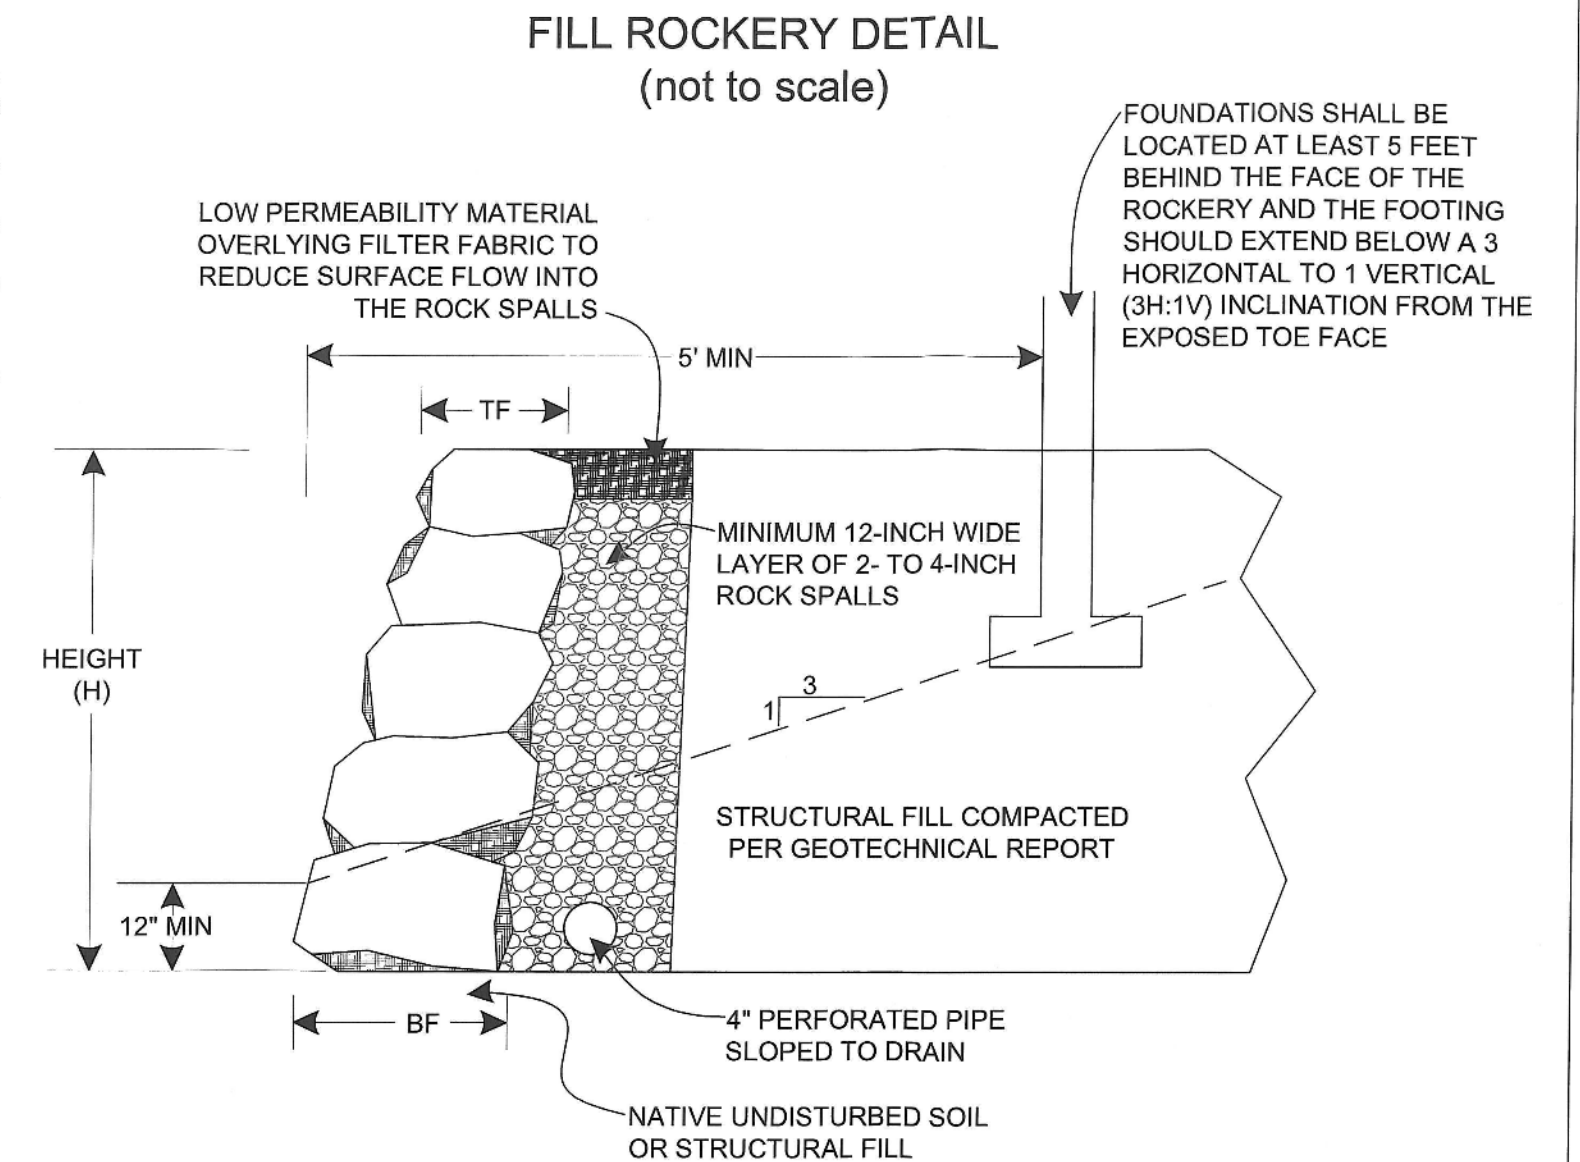 FILL ROCKERY DETAIL
(not to scale)
FOUNDATIONS SHALL BE
LOCATED AT LEAST 5 FEET
BEHIND THE FACE OF THE
ROCKERY AND THE FOOTING
SHOULD EXTEND BELOW A 3
HORIZONTAL TO 1 VERTICAL
(3H:1V) INCLINATION FROM THE
EXPOSED TOE FACE
LOW PERMEABILITY MATERIAL
OVERLYING FILTER FABRIC TO
REDUCE SURFACE FLOW INTO
THE ROCK SPALLS
5' MIN
TF
MINIMUM 12-INCH WIDE
LAYER OF 2- TO 4-INCH
ROCK SPALLS
HEIGHT
(H)
3
1
STRUCTURAL FILL COMPACTED
PER GEOTECHNICAL REPORT
12" MIN
BF
4" PERFORATED PIPE
SLOPED TO DRAIN
NATIVE UNDISTURBED SOIL
OR STRUCTURAL FILL